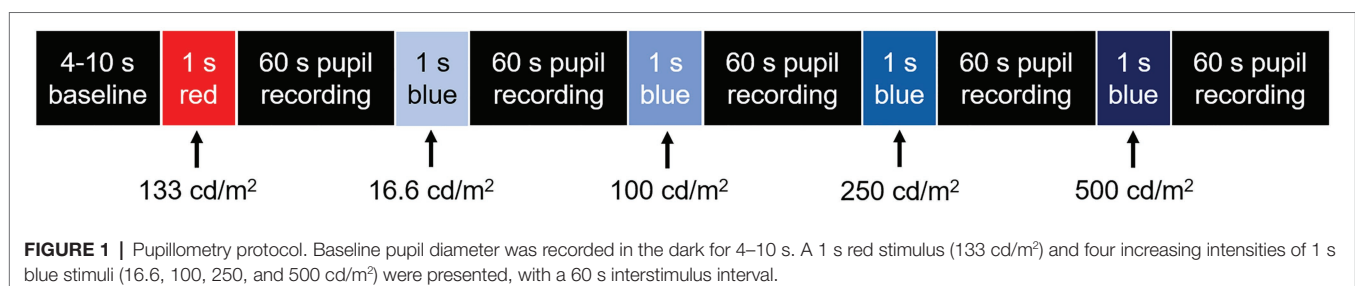 4-10 s baseline
1 s red
60 s pupil recording
1 s blue
60 s pupil recording
1 s blue
60 s pupil recording
1 s blue
60 s pupil recording
1 s blue
60 s pupil recording
133 cd/m²
16.6 cd/m²
100 cd/m²
250 cd/m²
500 cd/m²
FIGURE 1 | Pupillometry protocol. Baseline pupil diameter was recorded in the dark for 4–10 s. A 1 s red stimulus (133 cd/m²) and four increasing intensities of 1 s
blue stimuli (16.6, 100, 250, and 500 cd/m²) were presented, with a 60 s interstimulus interval.